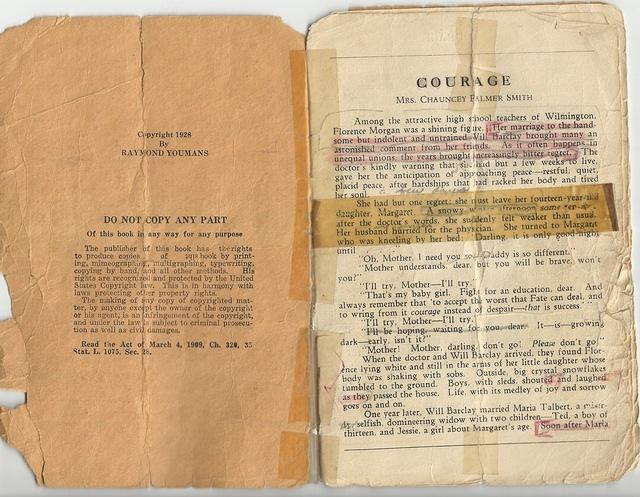 Copyright 1928
By
RAYMOND YOUMANS
DO NOT COPY ANY PART
Of this book in any way for any purpose
The publisher of this book has the rights
to produce copies of this book by print-
ing, mimeographing, multigraphing, typewriting,
copying by hand, and all other methods. His
rights are recognized and protected by the United
States Copyright law. This is in harmony with
laws protecting other property rights.
The making of any copy of copyrighted mat-
ter, by anyone except the owner of the copyright
or his agent, is an infringement of the copyright,
and under the law is subject to criminal prosecu-
tion as well as civil damages.
Read the Act of March 4, 1909, Ch. 320, 35
Stat. L. 1075, Sec. 28.
COURAGE
MRS. CHAUNCEY PALMER SMITH
Among the attractive high school teachers of Wilmington,
Florence Morgan was a shining figure. Her marriage to the hand-
some but indolent and untrained Will Barclay brought many an
astonished comment from her friends. As it often happens in
unequal unions, the years brought increasingly bitter regret. The
doctor's kindly warning that she had but a few weeks to live,
gave her the anticipation of approaching peace—restful, quiet,
placid peace, after hardships that had racked her body and tired
her soul.
She had but one regret; she must leave her fourteen-year-old
daughter, Margaret. A snowy winter afternoon some
after the doctor's words, she suddenly felt weaker than usual.
Her husband hurried for the physician. She turned to Margaret
who was kneeling by her bed. "Darling, it is only good-night
until
"Oh, Mother, I need you so. Daddy is so different."
"Mother understands, dear, but you will be brave, won't
you?"
"I'll try, Mother—I'll try."
"That's my baby girl. Fight for an education, dear. And
always remember that 'to accept the worst that Fate can deal, and
to wring from it courage instead of despair—that is success.'"
"I'll try, Mother—I'll try."
"I'll be hoping, waiting for you, dear. It—is—growing
dark—early, isn't it?"
"Mother! Mother, darling, don't go! Please don't go!"
When the doctor and Will Barclay arrived, they found Flor-
ence lying white and still in the arms of her little daughter whose
body was shaking with sobs. Outside, big crystal snowflakes
tumbled to the ground. Boys, with sleds, shouted and laughed
as they passed the house. Life, with its medley of joy and sorrow
goes on and on.
One year later, Will Barclay married Maria Talbert, a
selfish, domineering widow with two children—Ted, a boy of
thirteen, and Jessie, a girl about Margaret's age. Soon after Maria